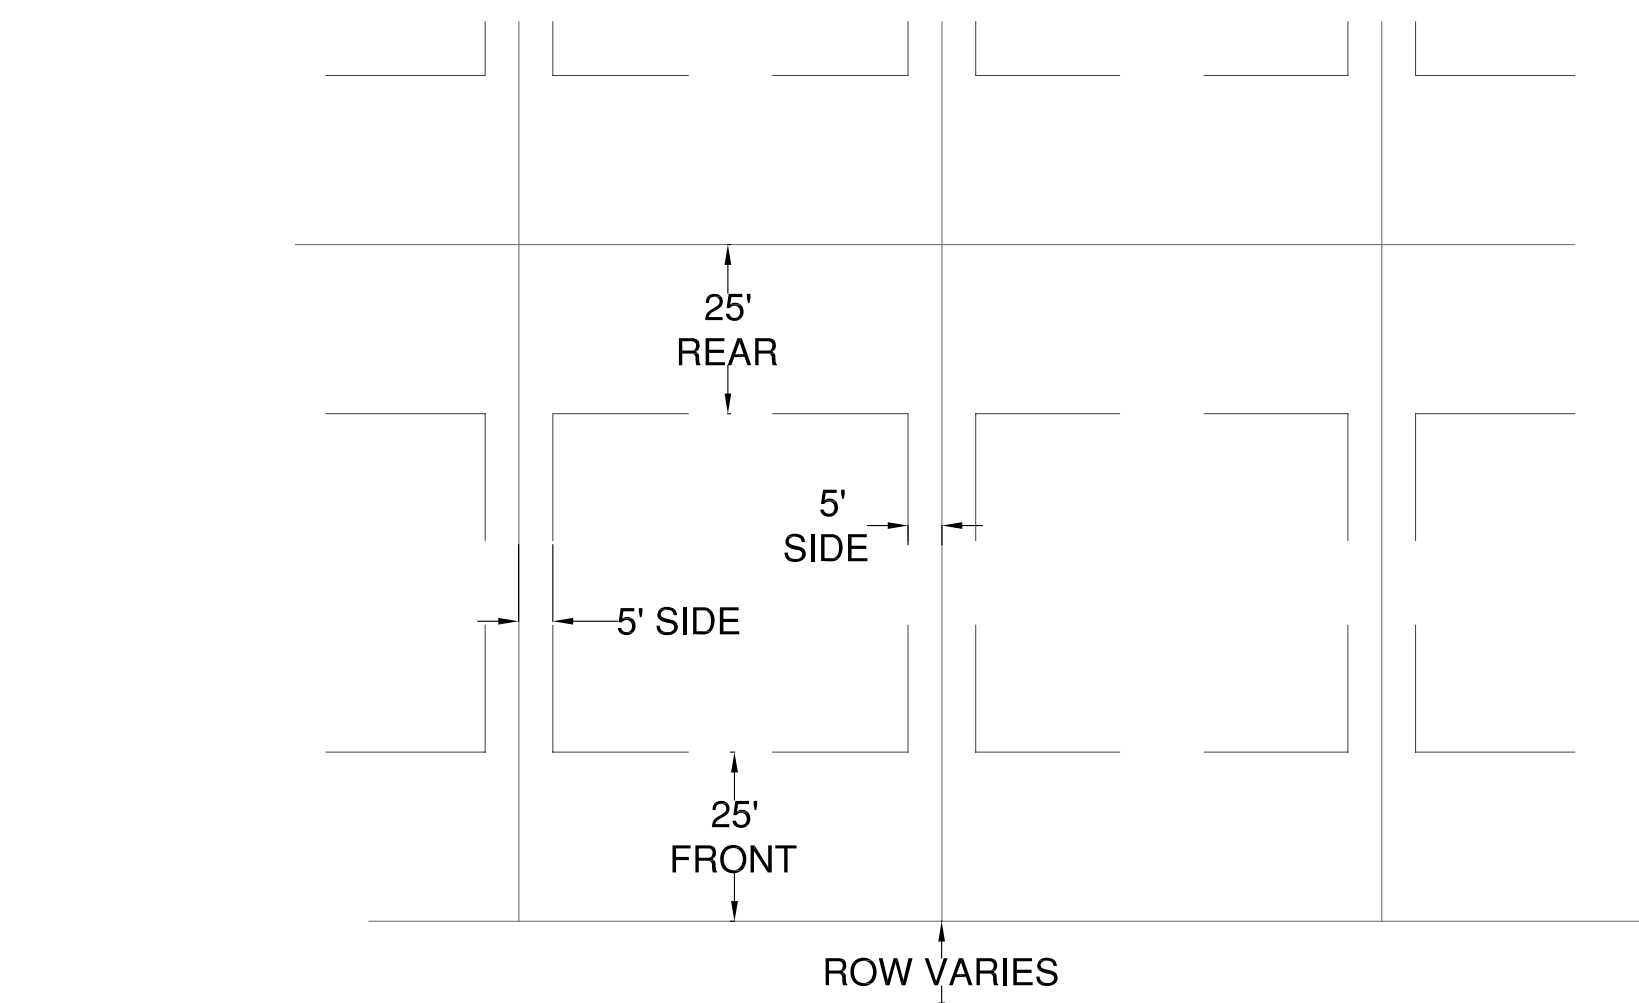 25'
REAR
5'
SIDE
5' SIDE
25'
FRONT
ROW VARIES